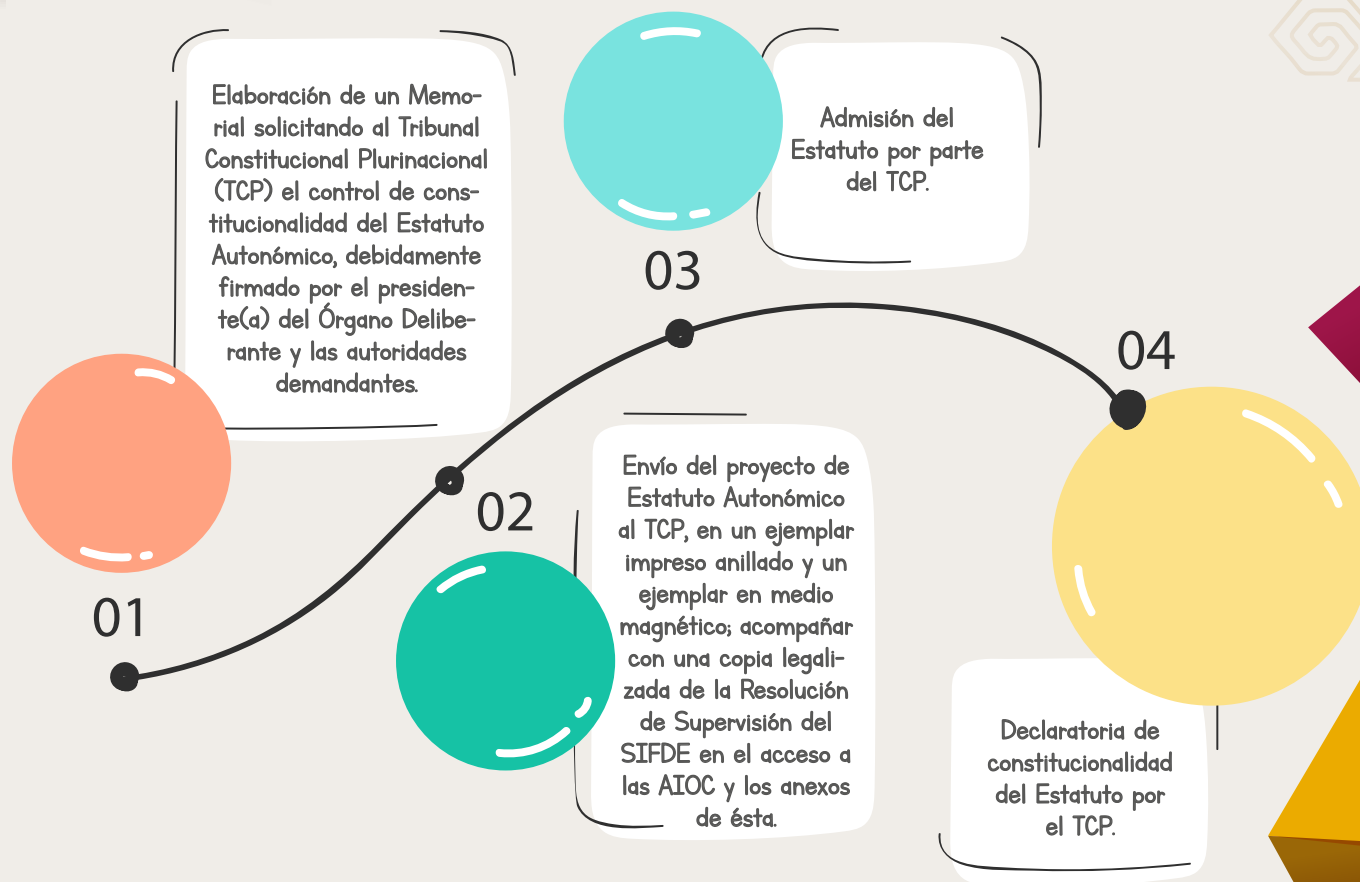 Elaboración de un Memo-
rial solicitando al Tribunal
Constitucional Plurinacional
(TCP) el control de cons-
titucionalidad del Estatuto
Autonómico, debidamente
firmado por el presiden-
te(a) del Órgano Delibe-
rante y las autoridades
demandantes.
01
02
Envío del proyecto de
Estatuto Autonómico
al TCP, en un ejemplar
impreso anillado y un
ejemplar en medio
magnético; acompañar
con una copia legali-
zada de la Resolución
de Supervisión del
SIFDE en el acceso a
las AIOC y los anexos
de ésta.
03
Admisión del
Estatuto por parte
del TCP.
04
Declaratoria de
constitucionalidad
del Estatuto por
el TCP.